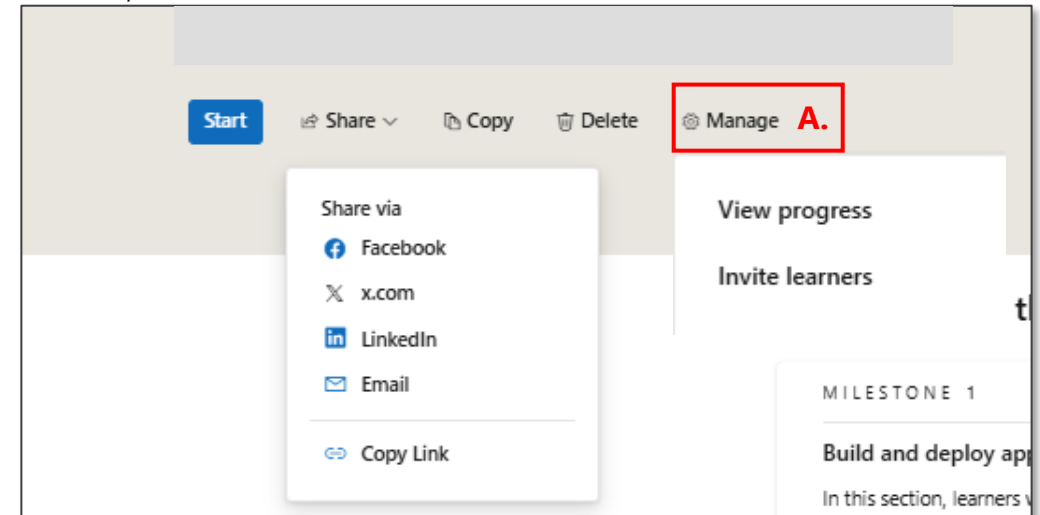 Start
Share
Copy
Delete
Manage
A.
Share via
Facebook
x.com
LinkedIn
Email
Copy Link
View progress
Invite learners
MILESTONE 1
Build and deploy
In this section, learners